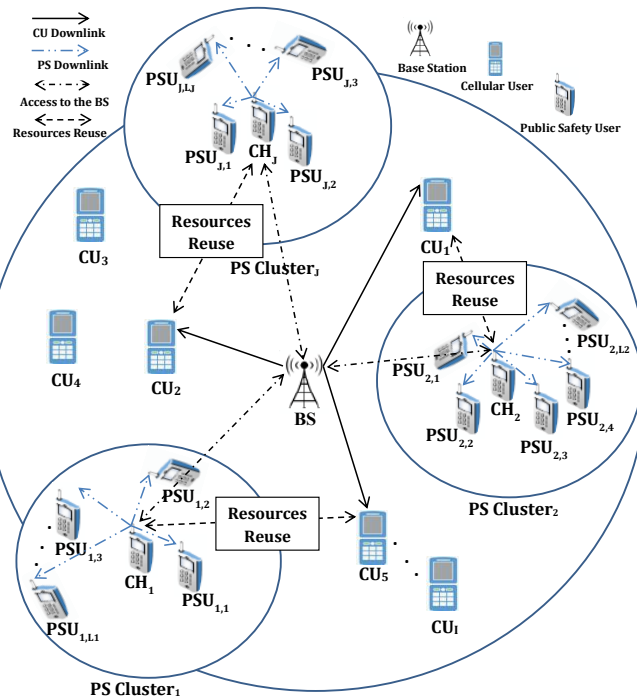 CU Downlink
PS Downlink
Access to the BS
Resources Reuse
Base Station
Cellular User
Public Safety User
PSU_{J,L_J}
PSU_{J,3}
PSU_{J,1}
CH_J
PSU_{J,2}
Resources
Reuse
PS Cluster_J
CU_3
CU_1
Resources
Reuse
CU_4
CU_2
BS
PSU_{2,L2}
PSU_{2,1}
CH_2
PSU_{2,2}
PSU_{2,3}
PSU_{2,4}
PS Cluster_2
PSU_{1,2}
Resources
Reuse
PSU_{1,3}
CH_1
PSU_{1,1}
PSU_{1,L1}
CU_5
CU_I
PS Cluster_1